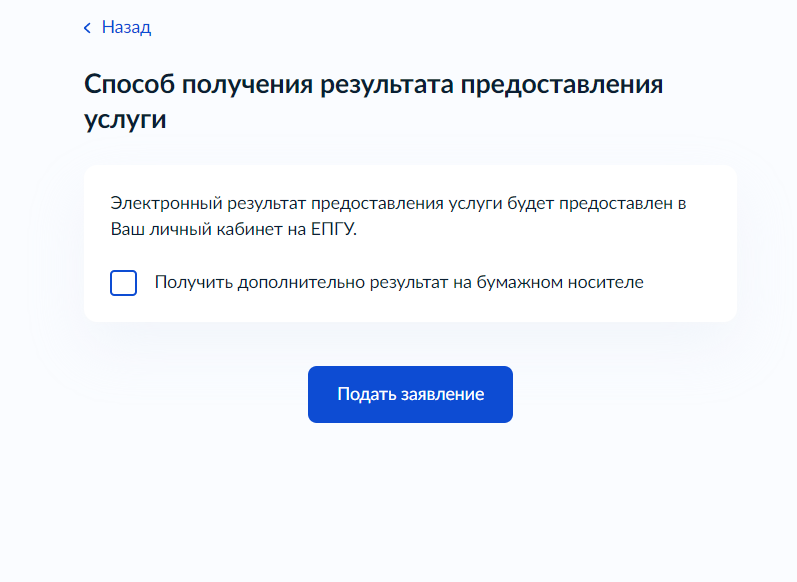 Назад
Способ получения результата предоставления
услуги
Электронный результат предоставления услуги будет предоставлен в
Ваш личный кабинет на ЕПГУ.
Получить дополнительно результат на бумажном носителе
Подать заявление